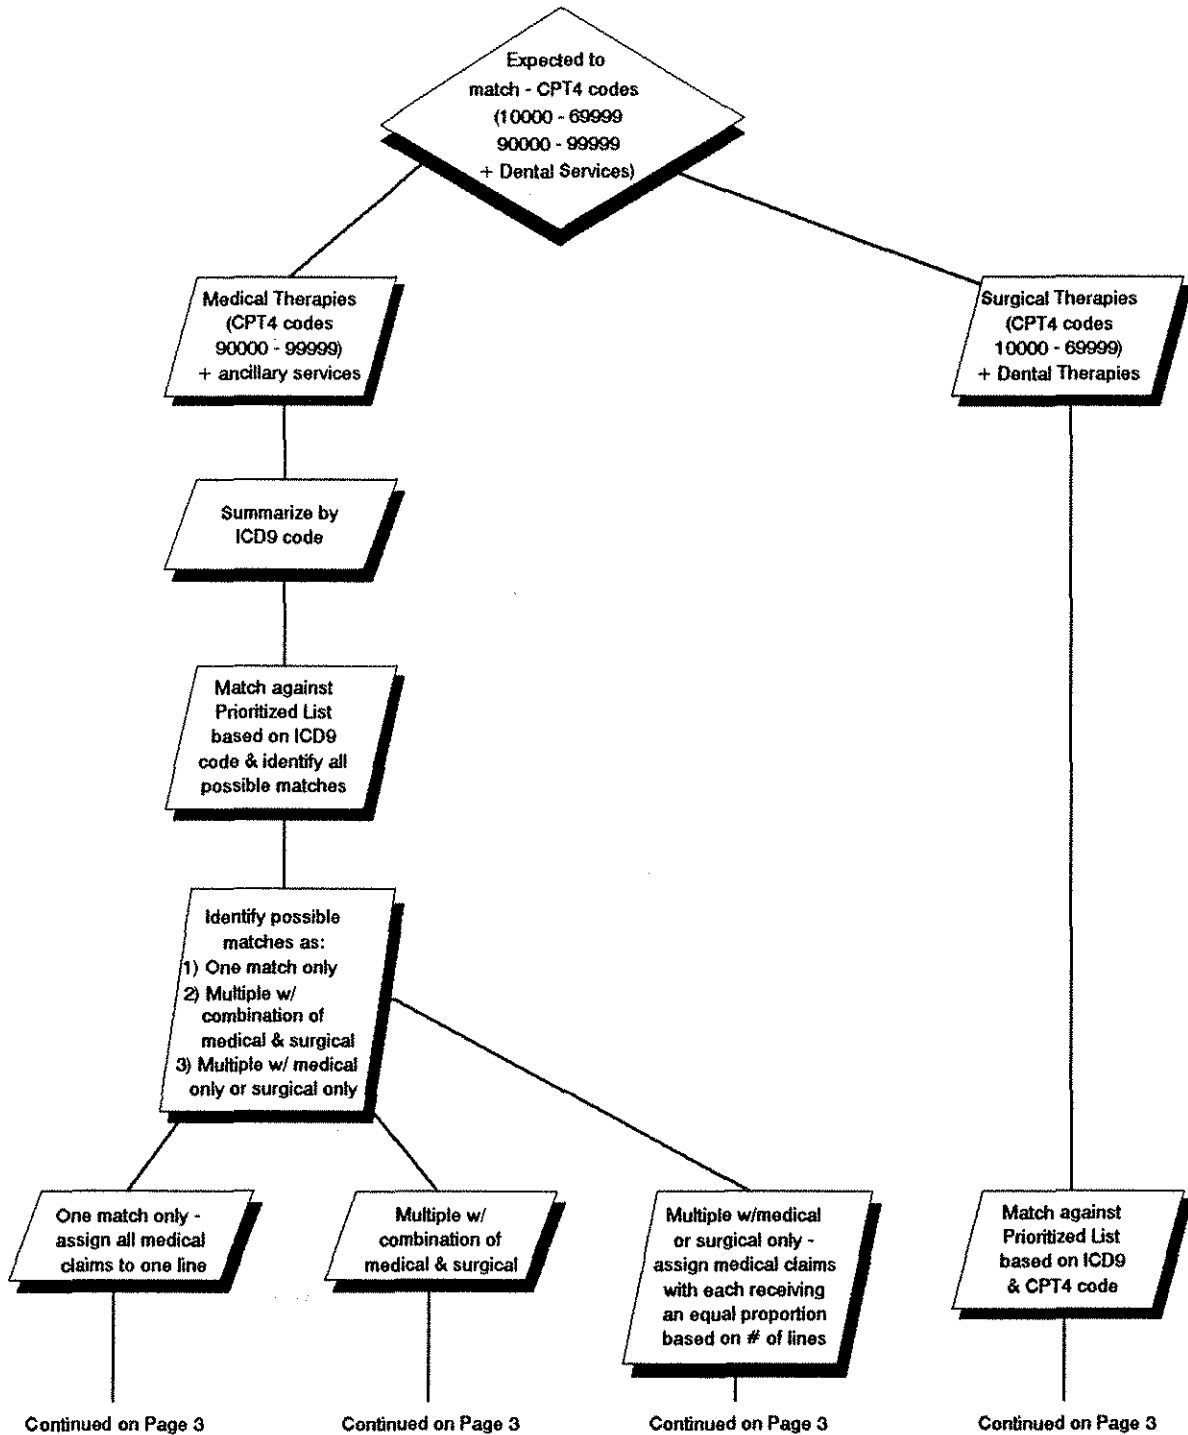 Expected to
match - CPT4 codes
(10000 - 69999
90000 - 99999
+ Dental Services)
Medical Therapies
(CPT4 codes
90000 - 99999)
+ ancillary services
Surgical Therapies
(CPT4 codes
10000 - 69999)
+ Dental Therapies
Summarize by
ICD9 code
Match against
Prioritized List
based on ICD9
code & identify all
possible matches
Identify possible
matches as:
1) One match only
2) Multiple w/
combination of
medical & surgical
3) Multiple w/ medical
only or surgical only
One match only -
assign all medical
claims to one line
Multiple w/
combination of
medical & surgical
Multiple w/medical
or surgical only -
assign medical claims
with each receiving
an equal proportion
based on # of lines
Match against
Prioritized List
based on ICD9
& CPT4 code
Continued on Page 3
Continued on Page 3
Continued on Page 3
Continued on Page 3